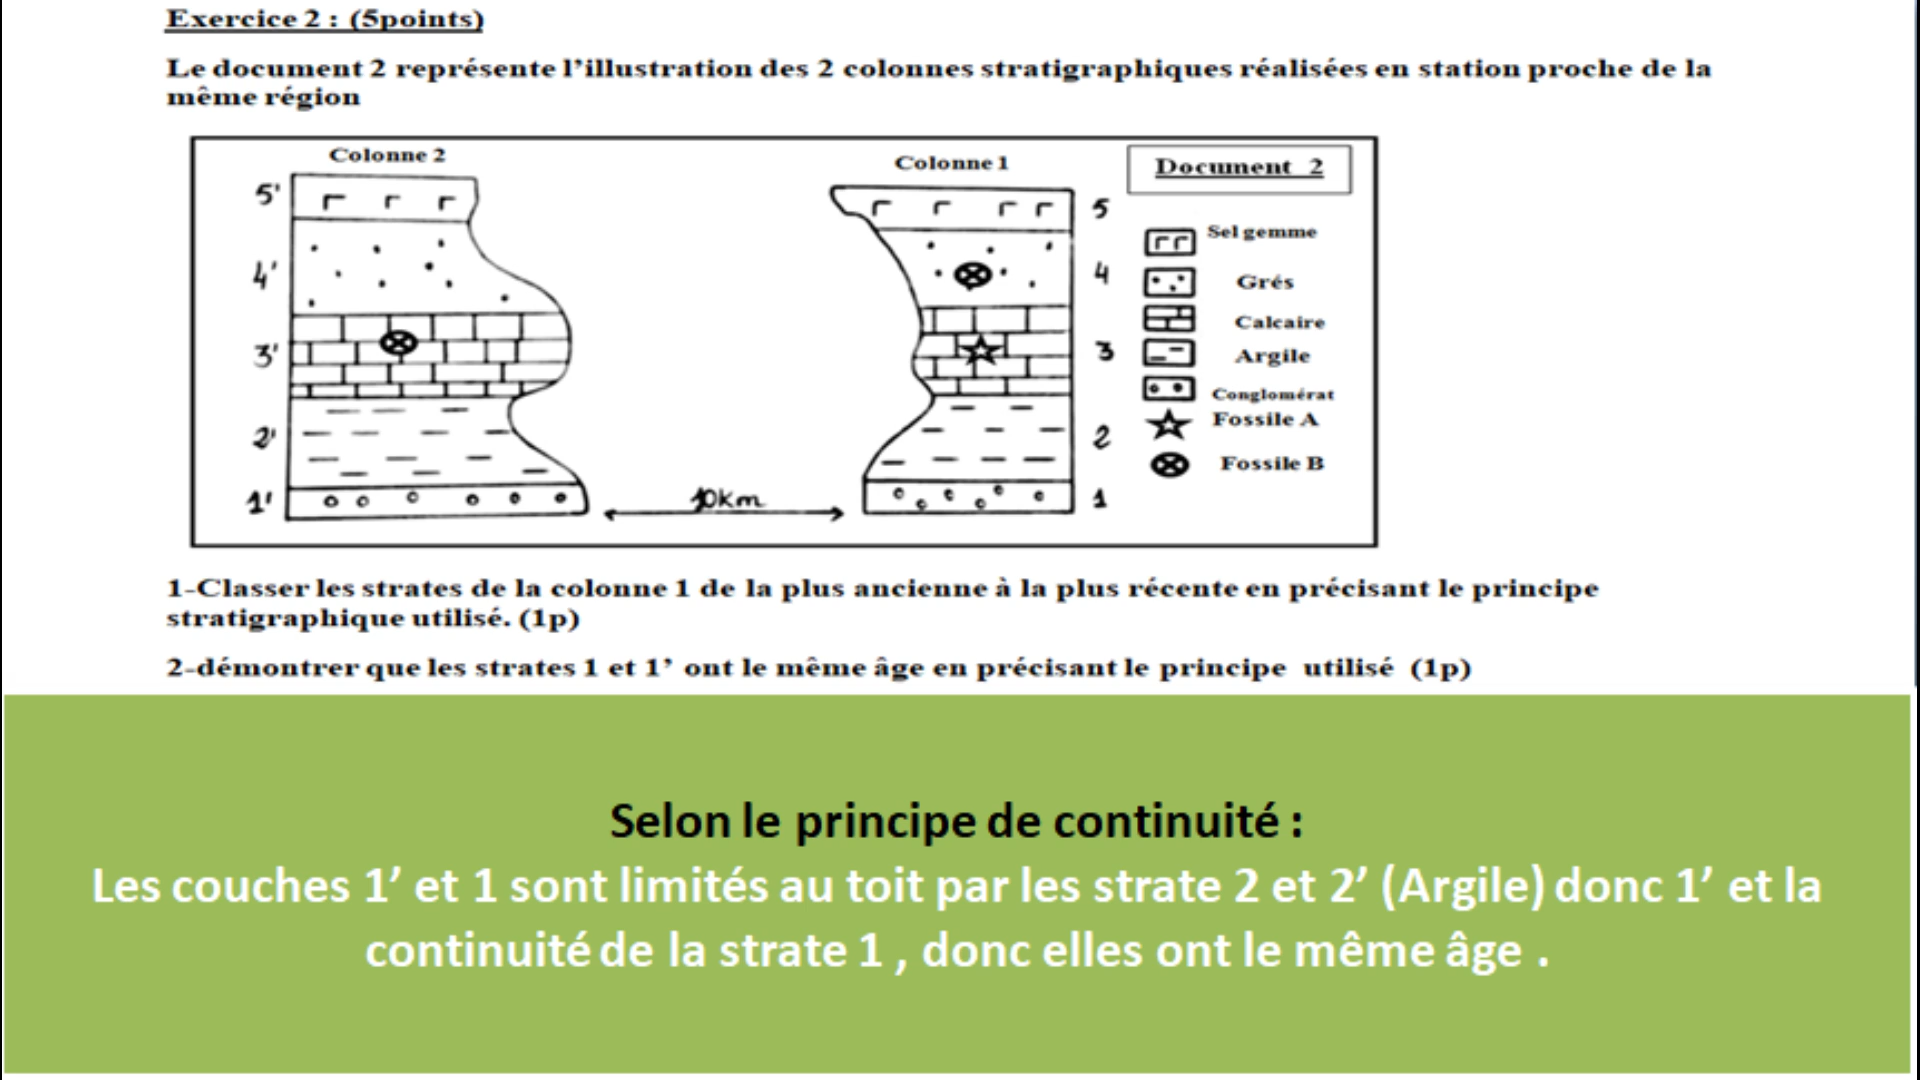 Exercice 2 : (5points)
Le document 2 représente l’illustration des 2 colonnes stratigraphiques réalisées en station proche de la
même région
Colonne 2
Colonne 1
Document 2
5'
4'
3'
2'
1'
5
4
3
2
1
10km
Sel gemme
Grés
Calcaire
Argile
Conglomérat
Fossile A
Fossile B
1-Classer les strates de la colonne 1 de la plus ancienne à la plus récente en précisant le principe
stratigraphique utilisé. (1p)
2-démontrer que les strates 1 et 1’ ont le même âge en précisant le principe utilisé (1p)
Selon le principe de continuité :
Les couches 1’ et 1 sont limités au toit par les strate 2 et 2’ (Argile) donc 1’ et la
continuité de la strate 1 , donc elles ont le même âge .